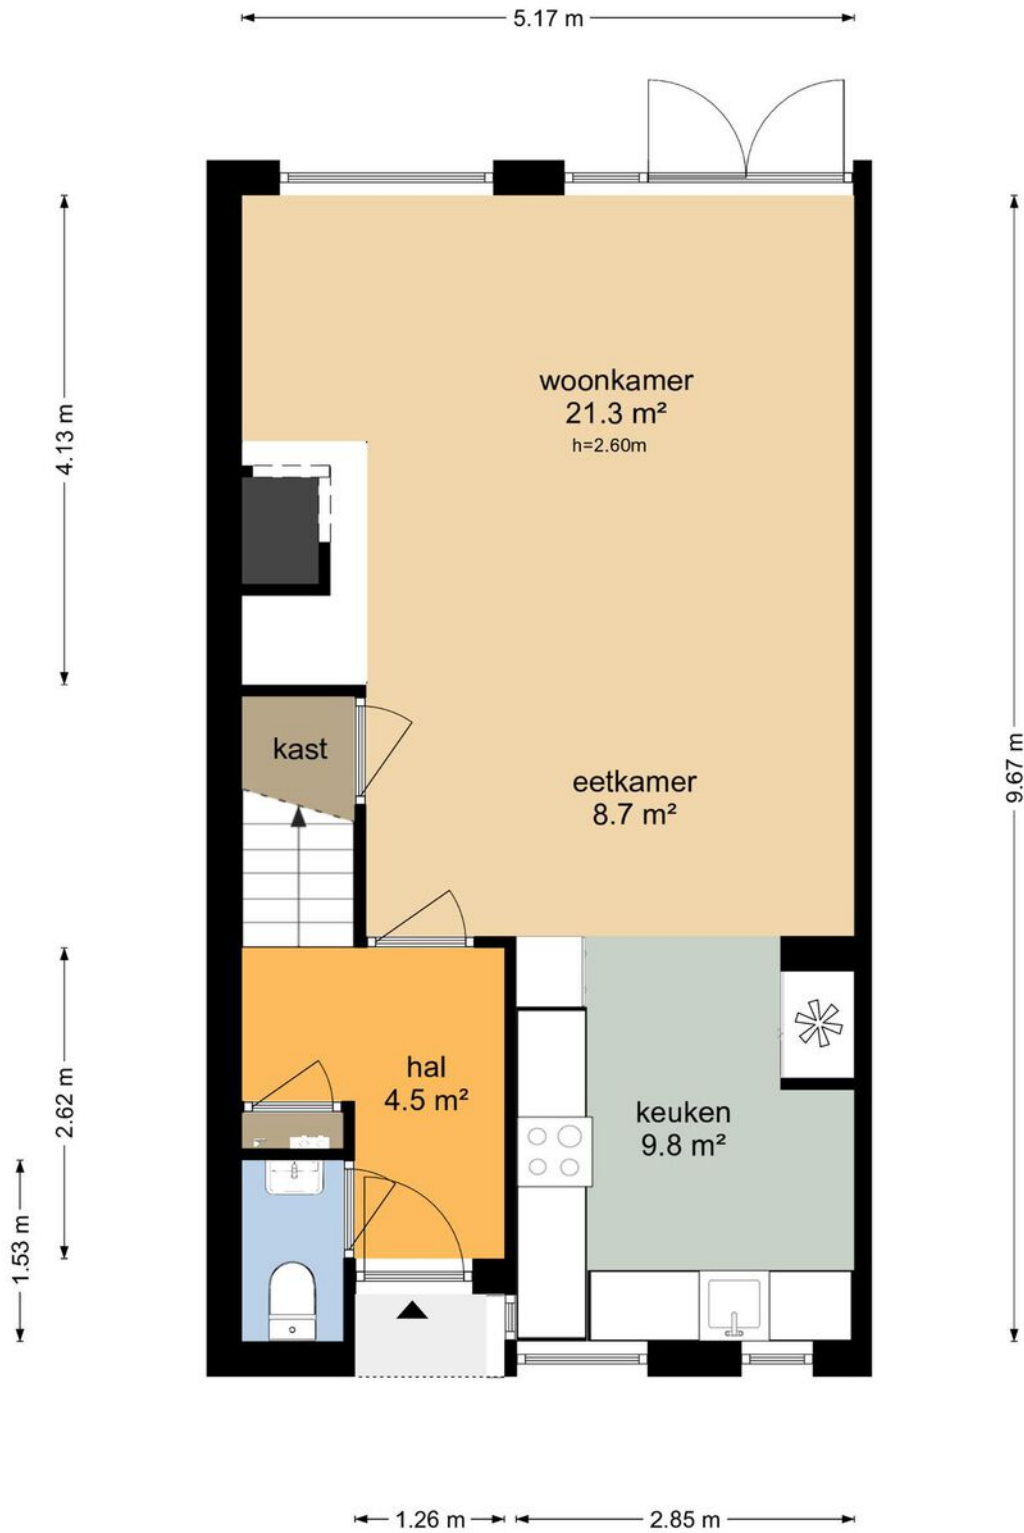 5.17 m
woonkamer
21.3 m²
h=2.60m
4.13 m
kast
eetkamer
8.7 m²
9.67 m
hal
4.5 m²
keuken
9.8 m²
2.62 m
1.53 m
1.26 m
2.85 m